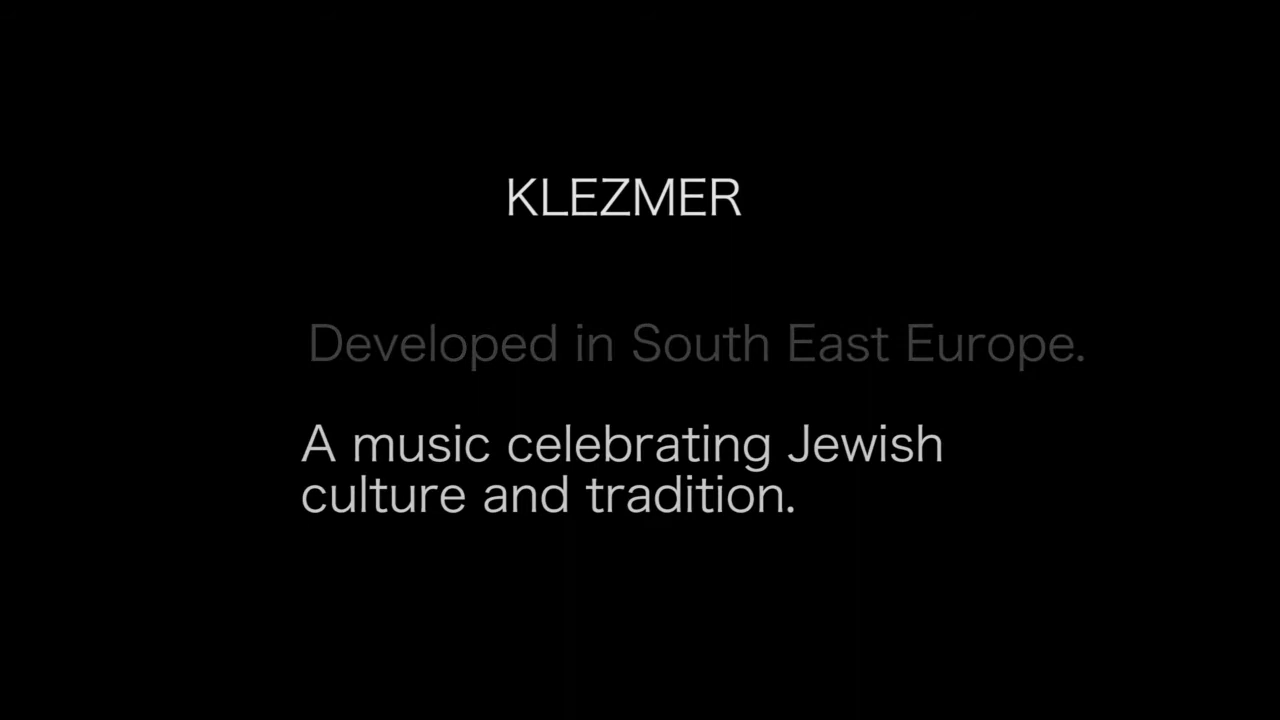 KLEZMER
Developed in South East Europe.
A music celebrating Jewish
culture and tradition.